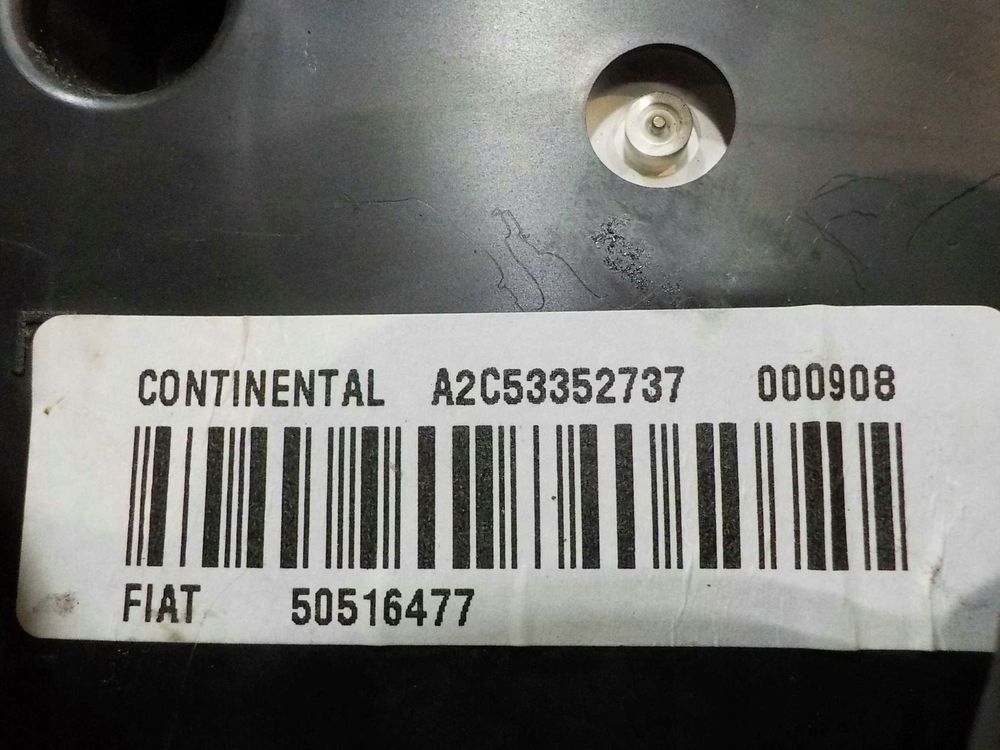 CONTINENTAL A2C53352737 000908
FIAT 50516477